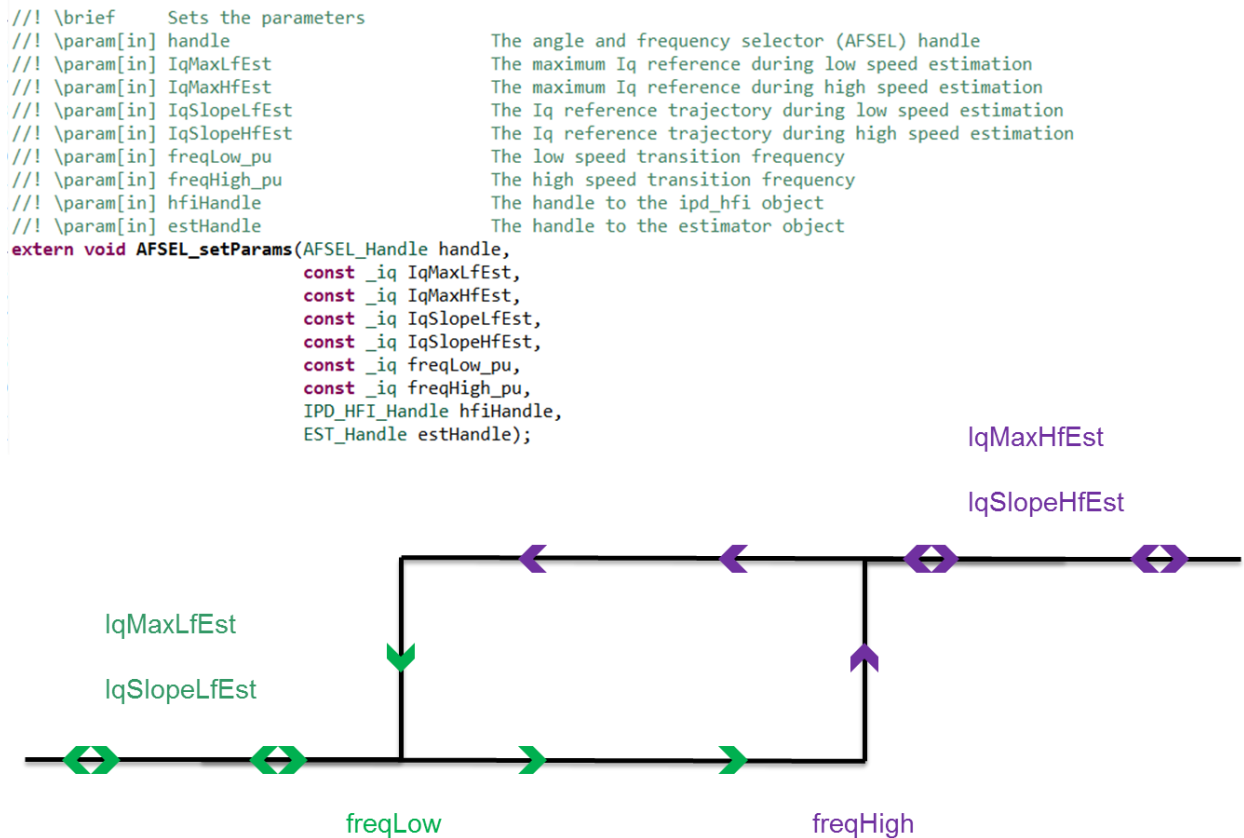 //! \brief     Sets the parameters
//! \param[in] handle                         The angle and frequency selector (AFSEL) handle
//! \param[in] IqMaxLfEst                     The maximum Iq reference during low speed estimation
//! \param[in] IqMaxHfEst                     The maximum Iq reference during high speed estimation
//! \param[in] IqSlopeLfEst                   The Iq reference trajectory during low speed estimation
//! \param[in] IqSlopeHfEst                   The Iq reference trajectory during high speed estimation
//! \param[in] freqLow_pu                     The low speed transition frequency
//! \param[in] freqHigh_pu                    The high speed transition frequency
//! \param[in] hfiHandle                      The handle to the ipd_hfi object
//! \param[in] estHandle                      The handle to the estimator object
extern void AFSEL_setParams(AFSEL_Handle handle,
                            const _iq IqMaxLfEst,
                            const _iq IqMaxHfEst,
                            const _iq IqSlopeLfEst,
                            const _iq IqSlopeHfEst,
                            const _iq freqLow_pu,
                            const _iq freqHigh_pu,
                            IPD_HFI_Handle hfiHandle,
                            EST_Handle estHandle);
IqMaxHfEst
IqSlopeHfEst
IqMaxLfEst
IqSlopeLfEst
freqLow
freqHigh